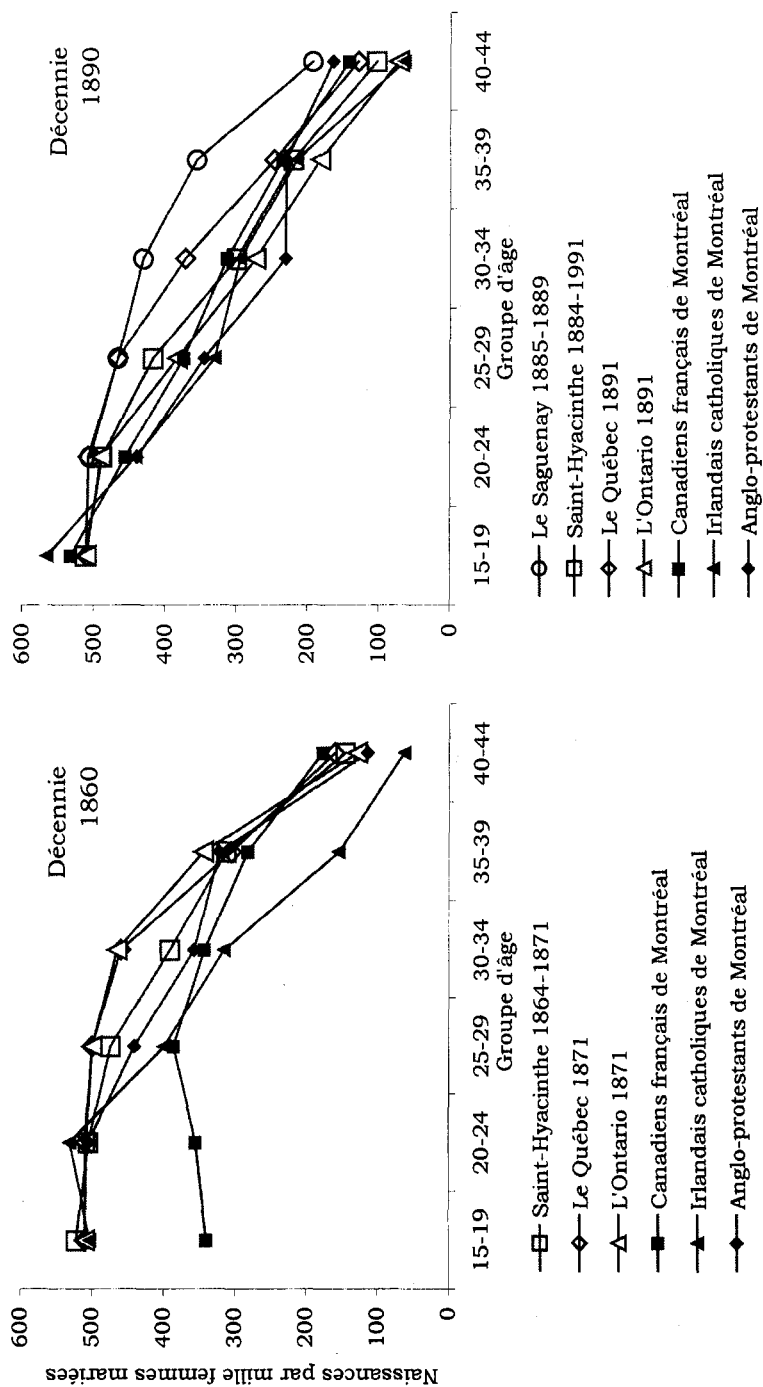 Décennie
1860
Naissances par mille femmes mariées
600
500
400
300
200
100
0
15-19
20-24
25-29
30-34
35-39
40-44
Groupe d'âge
Saint-Hyacinthe 1864-1871
Le Québec 1871
L'Ontario 1871
Canadiens français de Montréal
Irlandais catholiques de Montréal
Anglo-protestants de Montréal
Décennie
1890
600
500
400
300
200
100
0
15-19
20-24
25-29
30-34
35-39
40-44
Groupe d'âge
Le Saguenay 1885-1889
Saint-Hyacinthe 1884-1991
Le Québec 1891
L'Ontario 1891
Canadiens français de Montréal
Irlandais catholiques de Montréal
Anglo-protestants de Montréal